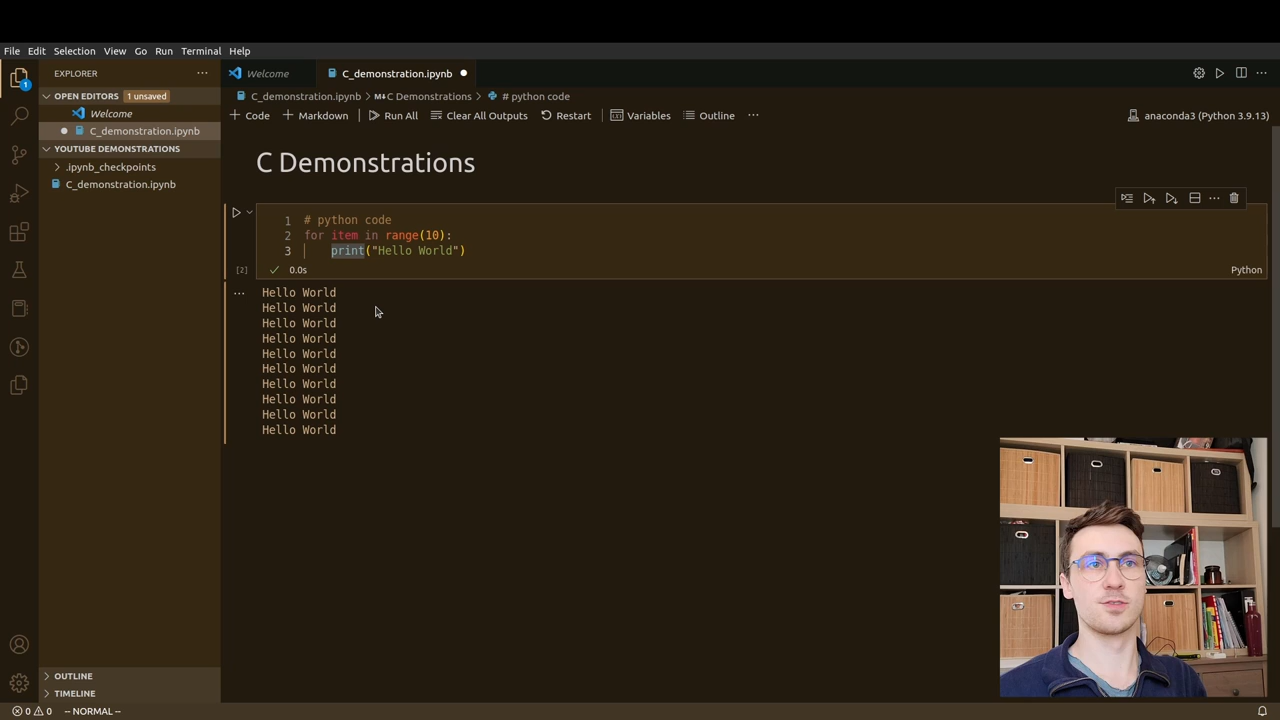 File Edit Selection View Go Run Terminal Help
EXPLORER
Welcome
C_demonstration.ipynb
OPEN EDITORS 1 unsaved
Welcome
C_demonstration.ipynb
YOUTUBE DEMONSTRATIONS
.ipynb_checkpoints
C_demonstration.ipynb
C_demonstration.ipynb > M↓C Demonstrations > # python code
+ Code + Markdown Run All Clear All Outputs Restart Variables Outline ... anaconda3 (Python 3.9.13)
C Demonstrations
1 # python code
2 for item in range(10):
3 print("Hello World")
[2] 0.0s Python
Hello World
Hello World
Hello World
Hello World
Hello World
Hello World
Hello World
Hello World
Hello World
Hello World
OUTLINE
TIMELINE
1
0 0 -- NORMAL --